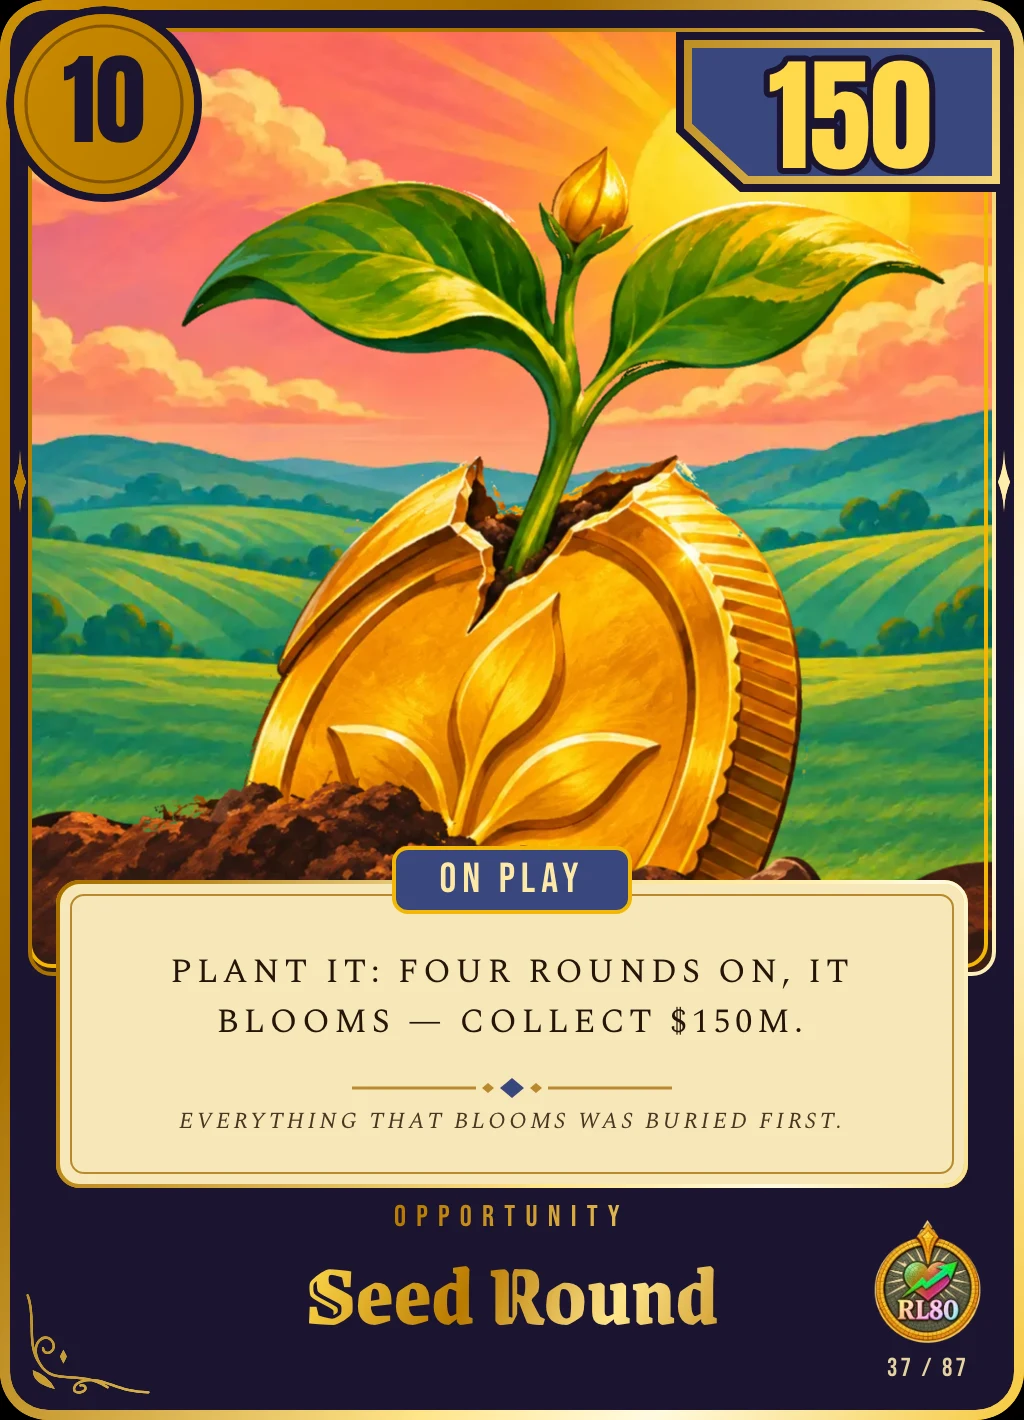 10
150
ON PLAY
PLANT IT: FOUR ROUNDS ON, IT
BLOOMS — COLLECT $150M.
EVERYTHING THAT BLOOMS WAS BURIED FIRST.
OPPORTUNITY
Seed Round
RL80
37 / 87